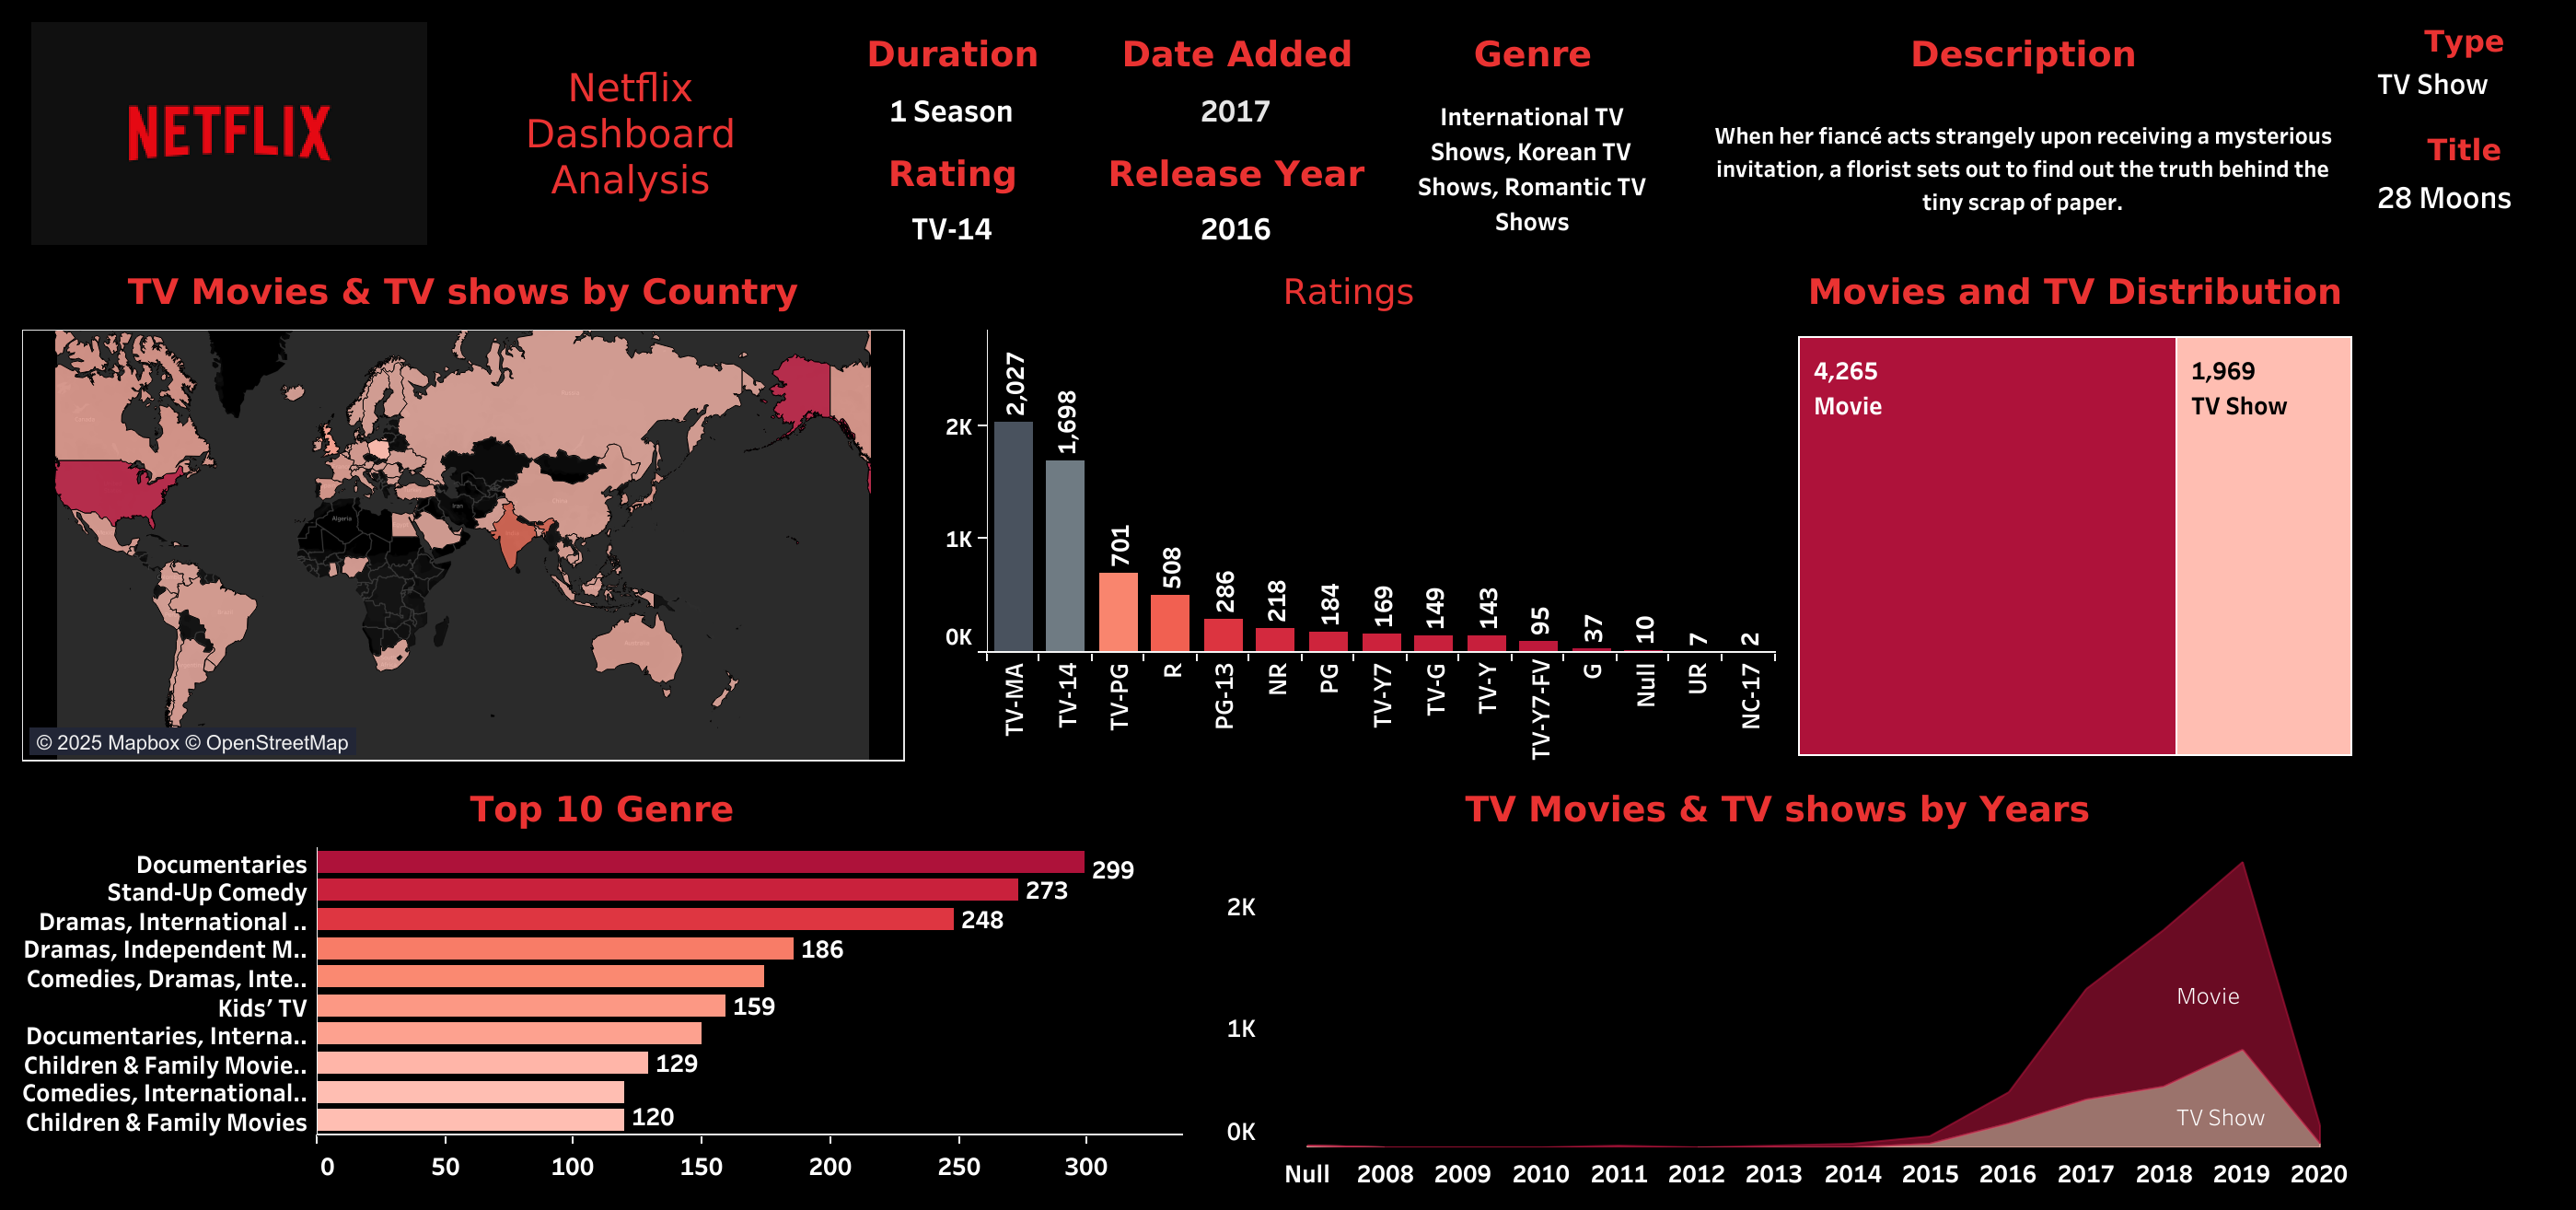 NETFLIX
Netflix
Dashboard
Analysis
Duration
1 Season
Rating
TV-14
Date Added
2017
Release Year
2016
Genre
International TV
Shows, Korean TV
Shows, Romantic TV
Shows
Description
When her fiancé acts strangely upon receiving a mysterious
invitation, a florist sets out to find out the truth behind the
tiny scrap of paper.
Type
TV Show
Title
28 Moons
TV Movies & TV shows by Country
Algeria
Iran
China
Brazil
Australia
© 2025 Mapbox © OpenStreetMap
Ratings
2K
1K
0K
2,027
1,698
701
508
286
218
184
169
149
143
95
37
10
7
2
TV-MA
TV-14
TV-PG
R
PG-13
NR
PG
TV-Y7
TV-G
TV-Y
TV-Y7-FV
G
Null
UR
NC-17
Movies and TV Distribution
4,265
Movie
1,969
TV Show
Top 10 Genre
Documentaries 299
Stand-Up Comedy 273
Dramas, International .. 248
Dramas, Independent M.. 186
Comedies, Dramas, Inte..
Kids’ TV 159
Documentaries, Interna..
Children & Family Movie.. 129
Comedies, International..
Children & Family Movies 120
0 50 100 150 200 250 300
TV Movies & TV shows by Years
2K
1K
0K
Movie
TV Show
Null 2008 2009 2010 2011 2012 2013 2014 2015 2016 2017 2018 2019 2020